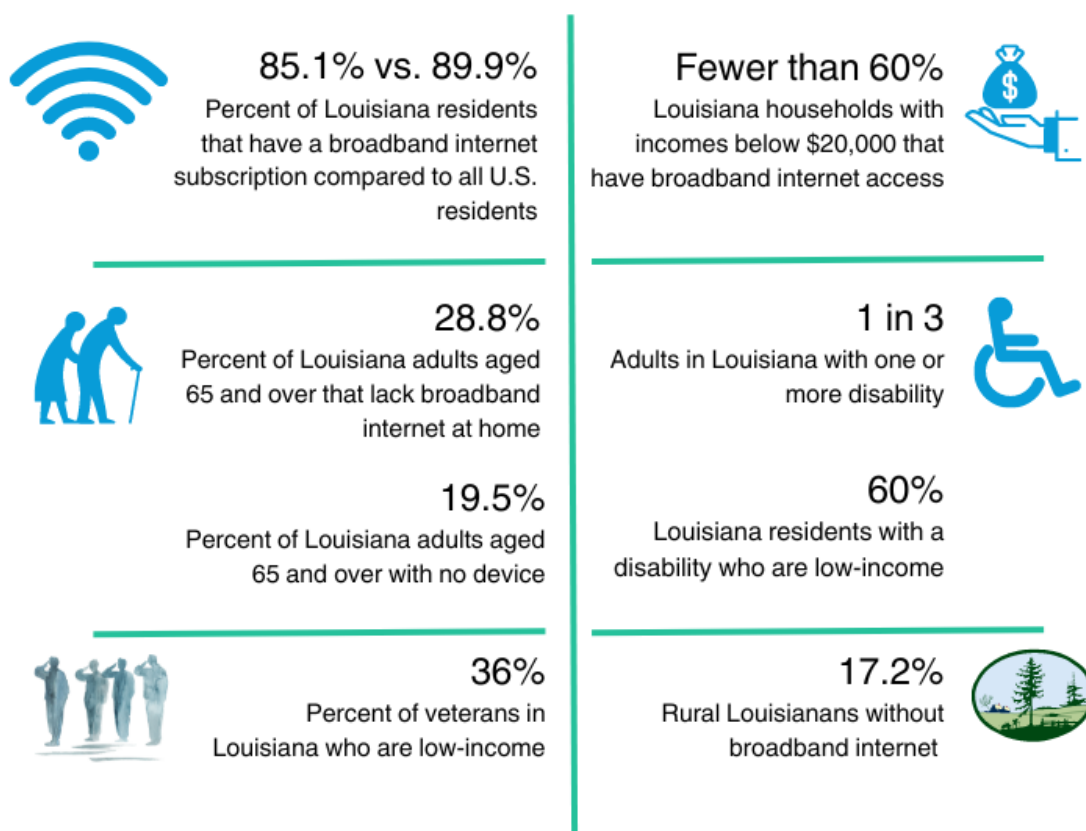 85.1% vs. 89.9%
Percent of Louisiana residents
that have a broadband internet
subscription compared to all U.S.
residents
Fewer than 60%
Louisiana households with
incomes below $20,000 that
have broadband internet access
$
28.8%
Percent of Louisiana adults aged
65 and over that lack broadband
internet at home
19.5%
Percent of Louisiana adults aged
65 and over with no device
1 in 3
Adults in Louisiana with one or
more disability
60%
Louisiana residents with a
disability who are low-income
36%
Percent of veterans in
Louisiana who are low-income
17.2%
Rural Louisianans without
broadband internet